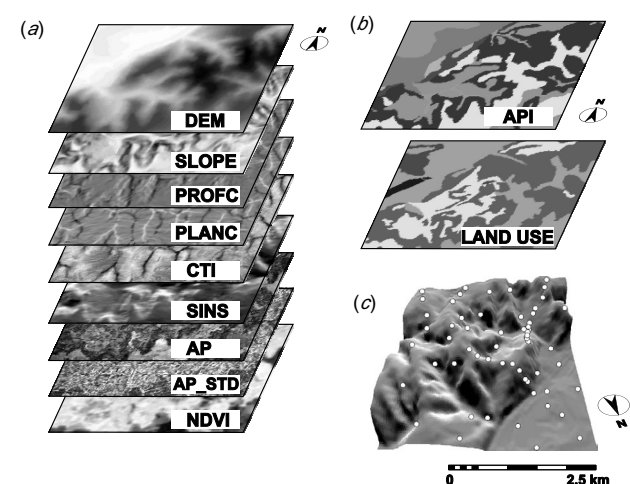 (a)
N
DEM
SLOPE
PROFC
PLANC
CTI
SINS
AP
AP_STD
NDVI
(b)
API
N
LAND USE
(c)
N
0 2.5 km